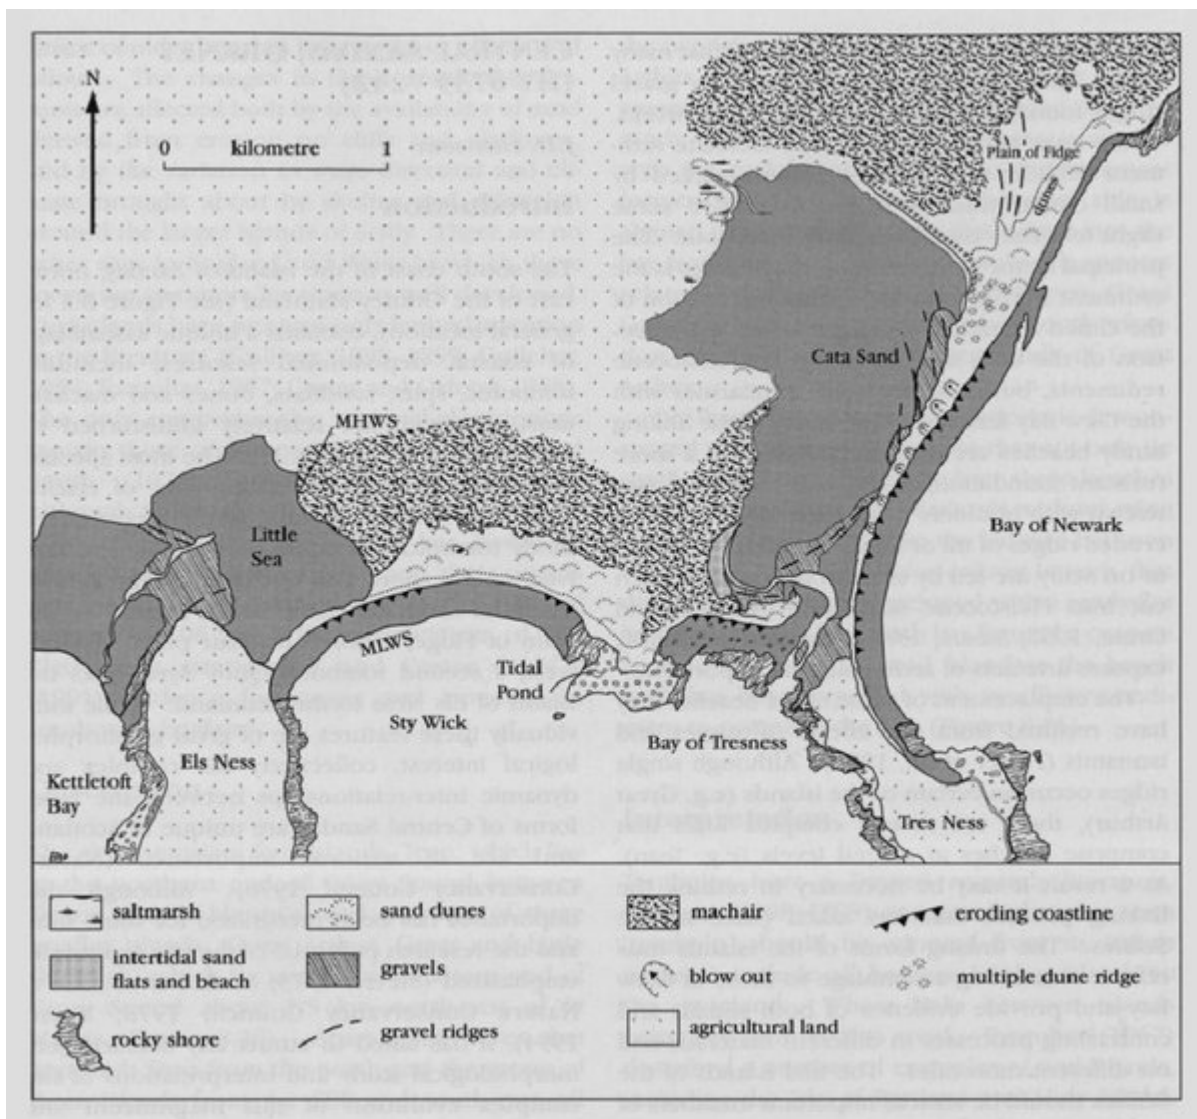 N
0 kilometre 1
Plain of Fidge
Cata Sand
MHWS
Bay of Newark
Little
Sea
MLWS
Tidal
Pond
Sty Wick
Bay of Tresness
Els Ness
Kettletoft
Bay
Tres Ness
saltmarsh
sand dunes
machair
eroding coastline
intertidal sand
flats and beach
gravels
blow out
multiple dune ridge
rocky shore
gravel ridges
agricultural land